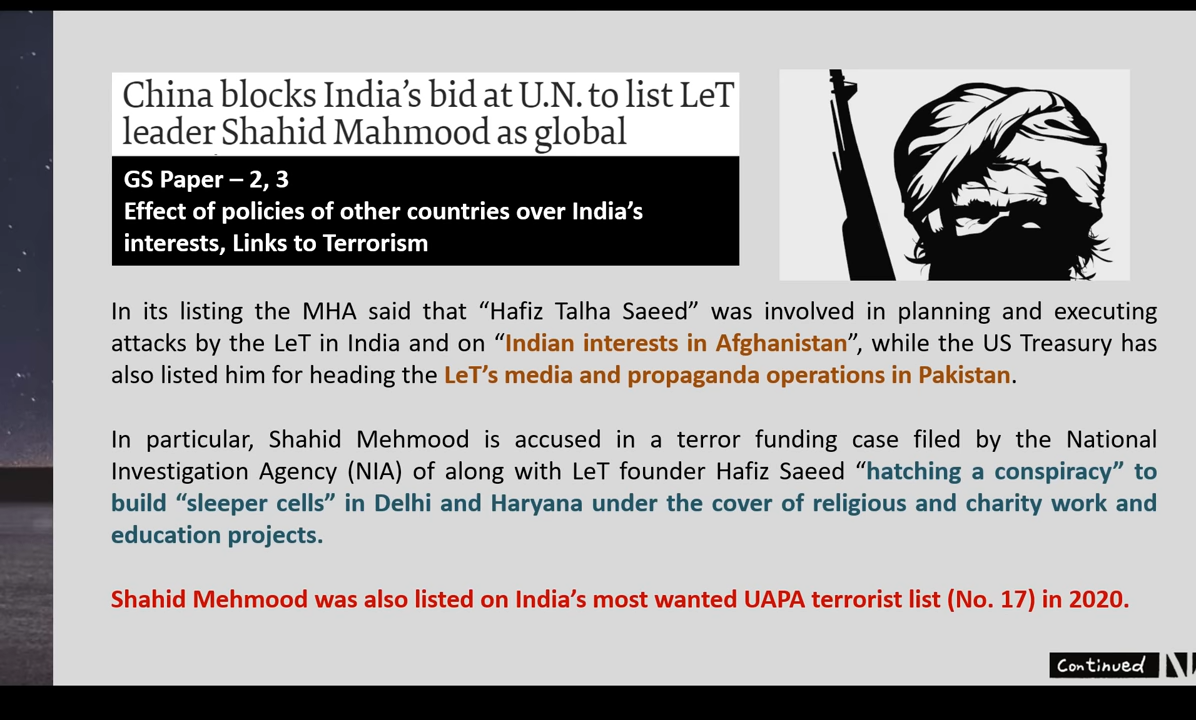 China blocks India’s bid at U.N. to list LeT
leader Shahid Mahmood as global
GS Paper – 2, 3
Effect of policies of other countries over India’s
interests, Links to Terrorism
In its listing the MHA said that “Hafiz Talha Saeed” was involved in planning and executing
attacks by the LeT in India and on “Indian interests in Afghanistan”, while the US Treasury has
also listed him for heading the LeT’s media and propaganda operations in Pakistan.
In particular, Shahid Mehmood is accused in a terror funding case filed by the National
Investigation Agency (NIA) of along with LeT founder Hafiz Saeed “hatching a conspiracy” to
build “sleeper cells” in Delhi and Haryana under the cover of religious and charity work and
education projects.
Shahid Mehmood was also listed on India’s most wanted UAPA terrorist list (No. 17) in 2020.
Continued